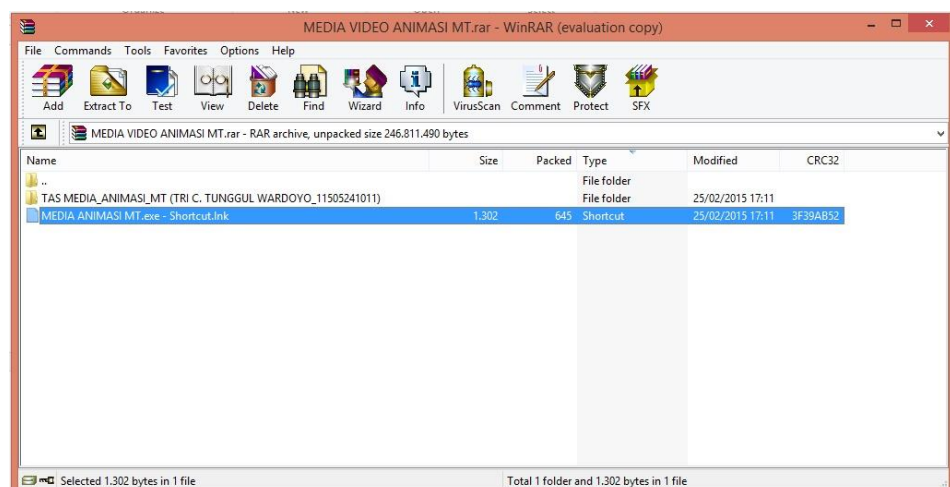 MEDIA VIDEO ANIMASI MT.rar - WinRAR (evaluation copy)
File Commands Tools Favorites Options Help
Add Extract To Test View Delete Find Wizard Info VirusScan Comment Protect SFX
MEDIA VIDEO ANIMASI MT.rar - RAR archive, unpacked size 246.811.490 bytes
Name Size Packed Type Modified CRC32
.. File folder
TAS MEDIA_ANIMASI_MT (TRI C. TUNGGUL WARDOYO_11505241011) File folder 25/02/2015 17:11
MEDIA ANIMASI MT.exe - Shortcut.lnk 1.302 645 Shortcut 25/02/2015 17:11 3F39AB52
Selected 1.302 bytes in 1 file Total 1 folder and 1.302 bytes in 1 file